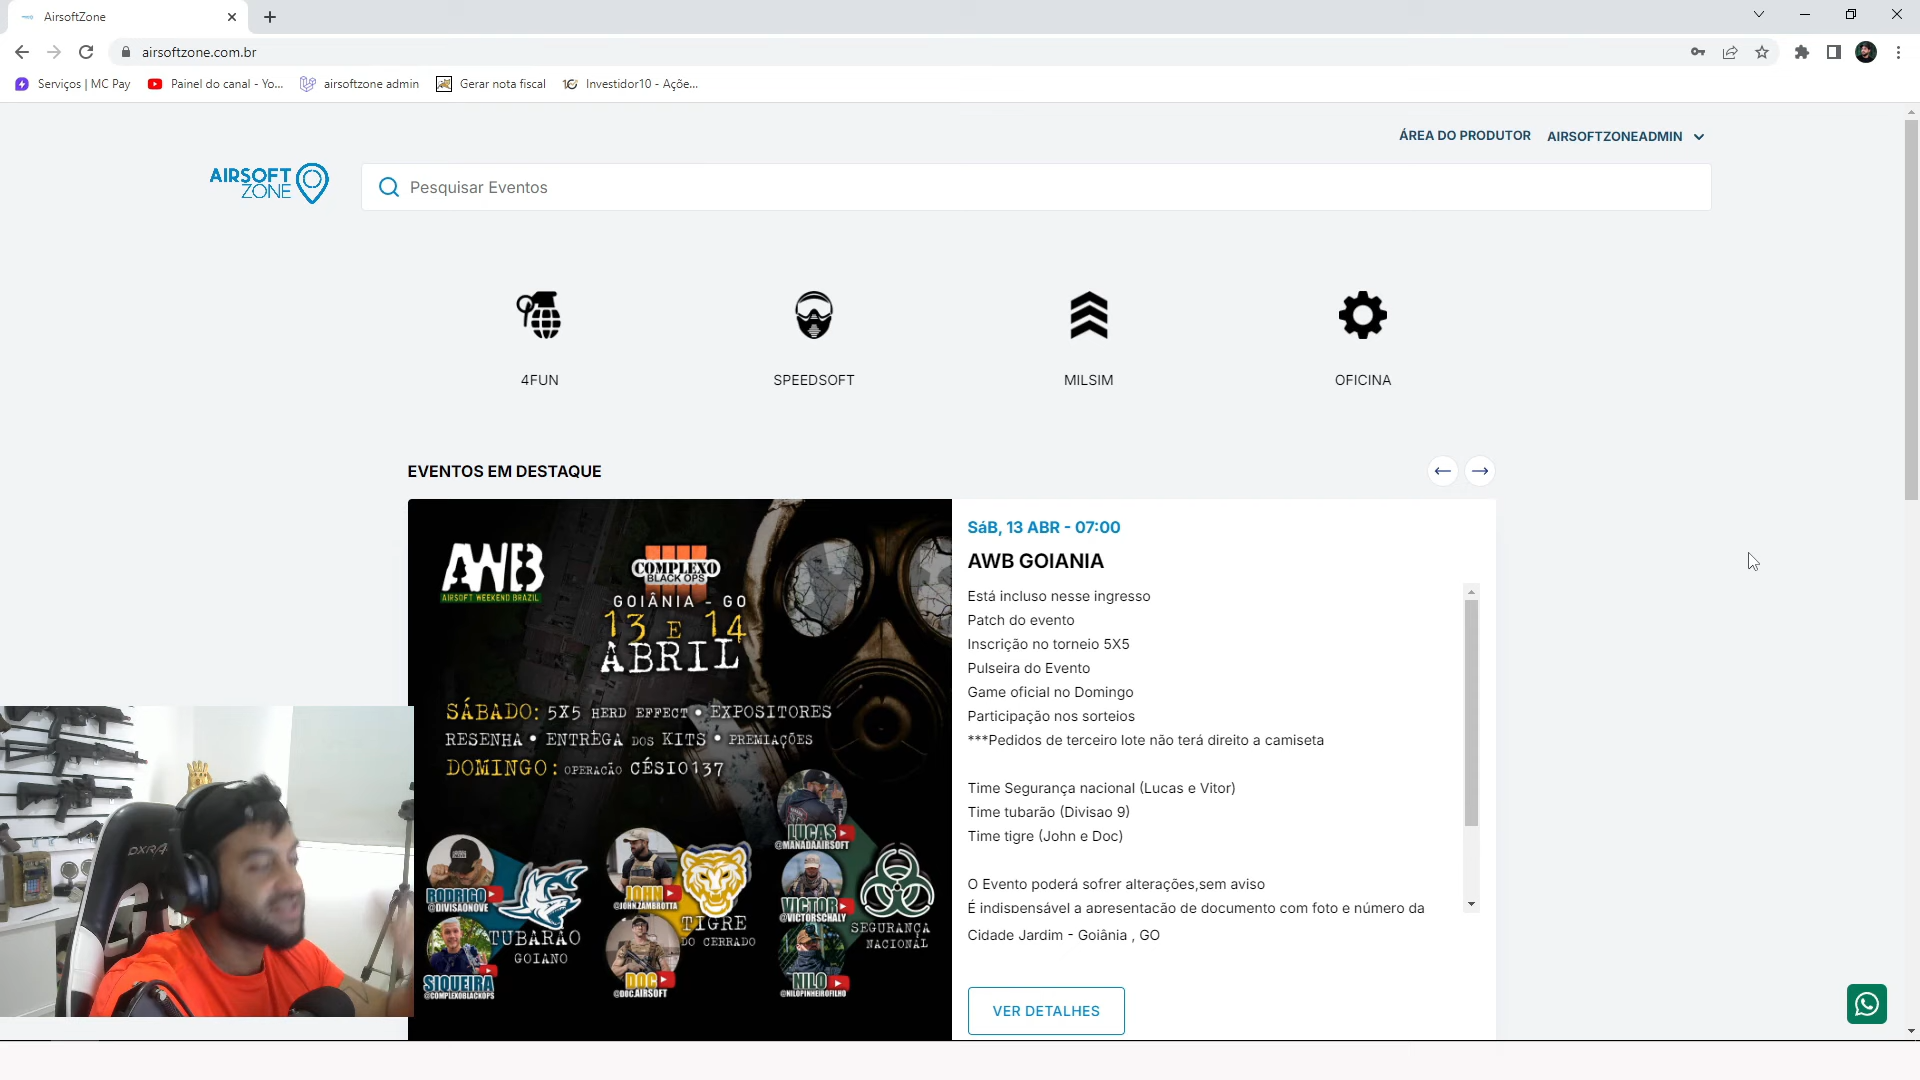 AirsoftZone
airsoftzone.com.br
Serviços | MC Pay
Painel do canal - Yo...
airsoftzone admin
Gerar nota fiscal
Investidor10 - Açõe...
ÁREA DO PRODUTOR
AIRSOFTZONEADMIN
AIRSOFT
ZONE
Pesquisar Eventos
4FUN
SPEEDSOFT
MILSIM
OFICINA
EVENTOS EM DESTAQUE
AWB
AIRSOFT WEEKEND BRAZIL
COMPLEXO
BLACK OPS
GOIÂNIA - GO
13 E 14
ABRIL
SÁBADO: 5X5 HERD EFFECT • EXPOSITORES
RESENHA • ENTREGA DOS KITS • PREMIAÇÕES
DOMINGO: OPERACÃO CÉSIO137
RODRIGO
@DIVISAONOVE
SIQUEIRA
@COMPLEXOBLACKOPS
TUBARÃO
GOIANO
JOHN
@JOHN.ZAMBROTTA
DOC
@DOC.AIRSOFT
TIGRE
DO CERRADO
LUCAS
@MANADAAIRSOFT
VICTOR
@VICTORSCHALY
NILO
@NILOPINHEIROFILHO
SEGURANÇA
NACIONAL
SáB, 13 ABR - 07:00
AWB GOIANIA
Está incluso nesse ingresso
Patch do evento
Inscrição no torneio 5X5
Pulseira do Evento
Game oficial no Domingo
Participação nos sorteios
***Pedidos de terceiro lote não terá direito a camiseta
Time Segurança nacional (Lucas e Vitor)
Time tubarão (Divisao 9)
Time tigre (John e Doc)
O Evento poderá sofrer alterações,sem aviso
É indispensável a apresentação de documento com foto e número da
Cidade Jardim - Goiânia , GO
VER DETALHES
DXRA